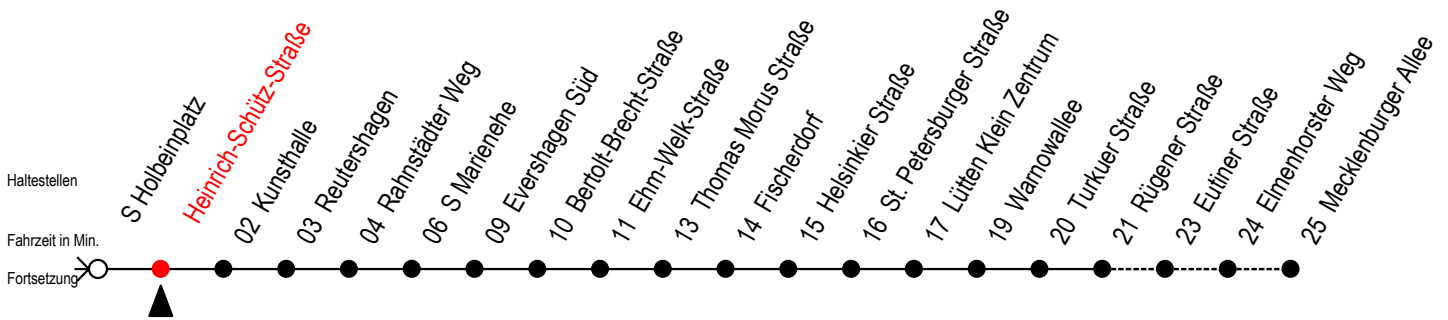 S Holbeinplatz
Heinrich-Schütz-Straße
02 Kunsthalle
03 Reutershagen
04 Rahnstädter Weg
06 S Marienehe
09 Evershagen Süd
10 Bertolt-Brecht-Straße
11 Ehm-Welk-Straße
13 Thomas Morus Straße
14 Fischerdorf
15 Helsinkier Straße
16 St. Petersburger Straße
17 Lütten Klein Zentrum
19 Warnowallee
20 Turkuer Straße
21 Rügener Straße
23 Eutiner Straße
24 Elmenhorster Weg
25 Mecklenburger Allee
Haltestellen
Fahrzeit in Min.
Fortsetzung